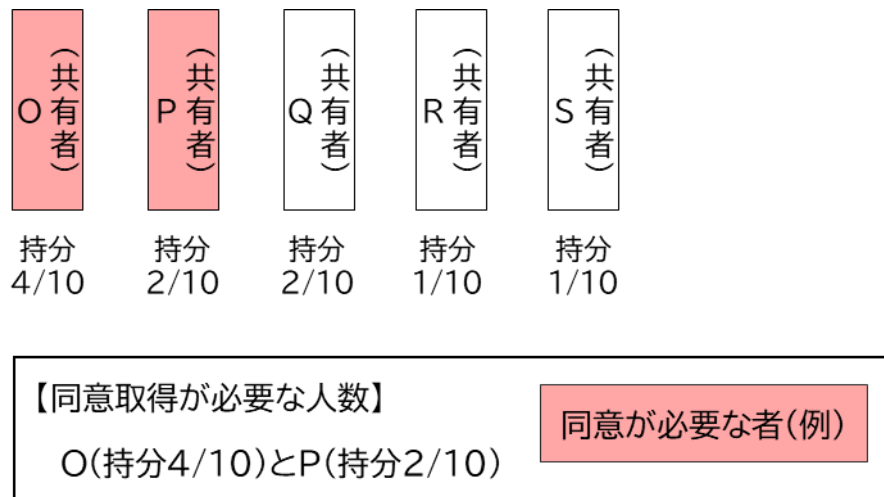 O(共有者)
P(共有者)
Q(共有者)
R(共有者)
S(共有者)
持分
4/10
持分
2/10
持分
2/10
持分
1/10
持分
1/10
【同意取得が必要な人数】
O(持分4/10)とP(持分2/10)
同意が必要な者(例)